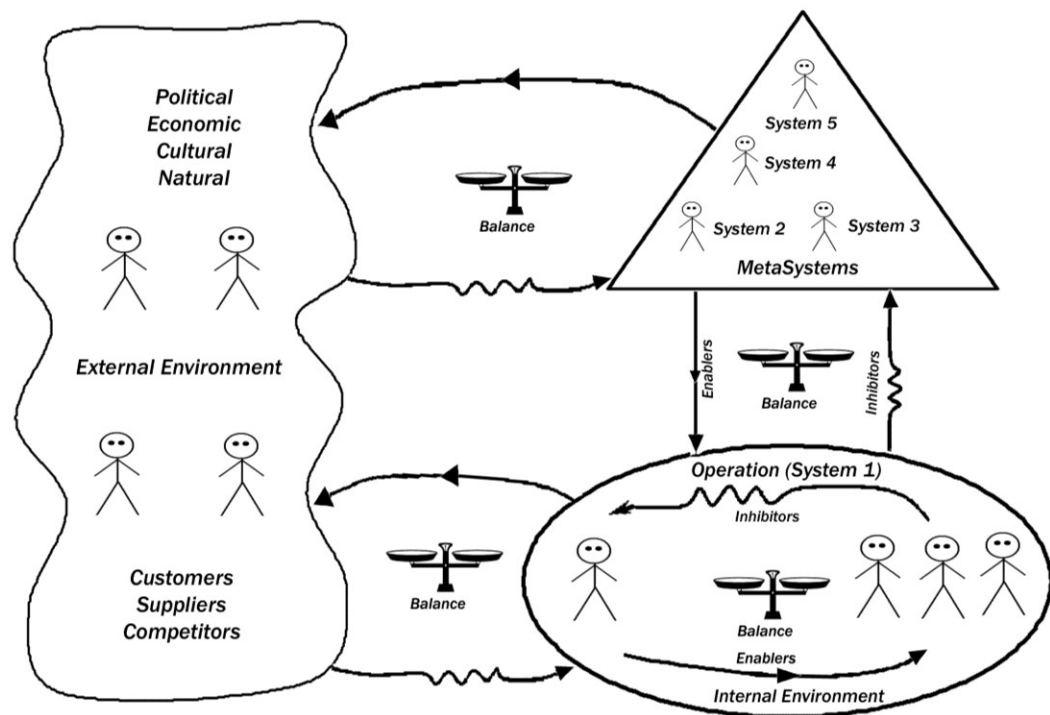 Political
Economic
Cultural
Natural
External Environment
Customers
Suppliers
Competitors
Balance
System 5
System 4
System 2
System 3
MetaSystems
Enablers
Balance
Inhibitors
Balance
Operation (System 1)
Inhibitors
Balance
Enablers
Internal Environment